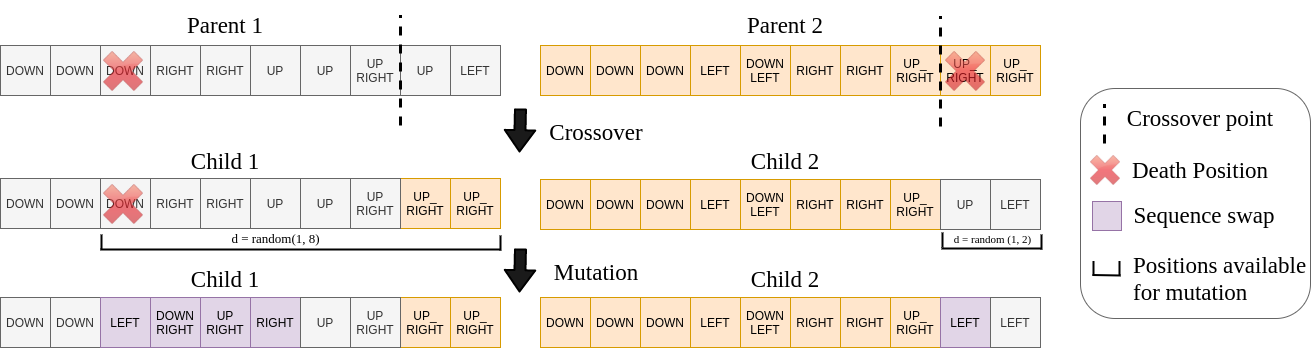 Parent 1
Parent 2
DOWN DOWN DOWN RIGHT RIGHT UP UP UP RIGHT UP LEFT
DOWN DOWN DOWN LEFT DOWN LEFT RIGHT RIGHT UP_ RIGHT UP_ RIGHT UP_ RIGHT
Crossover
Child 1
Child 2
DOWN DOWN DOWN RIGHT RIGHT UP UP UP RIGHT UP_ RIGHT UP_ RIGHT
DOWN DOWN DOWN LEFT DOWN LEFT RIGHT RIGHT UP_ RIGHT UP LEFT
d = random(1, 8)
d = random (1, 2)
Mutation
Child 1
Child 2
DOWN DOWN LEFT DOWN RIGHT UP RIGHT RIGHT UP UP RIGHT UP_ RIGHT UP_ RIGHT
DOWN DOWN DOWN LEFT DOWN LEFT RIGHT RIGHT UP_ RIGHT LEFT LEFT
Crossover point
Death Position
Sequence swap
Positions available
for mutation